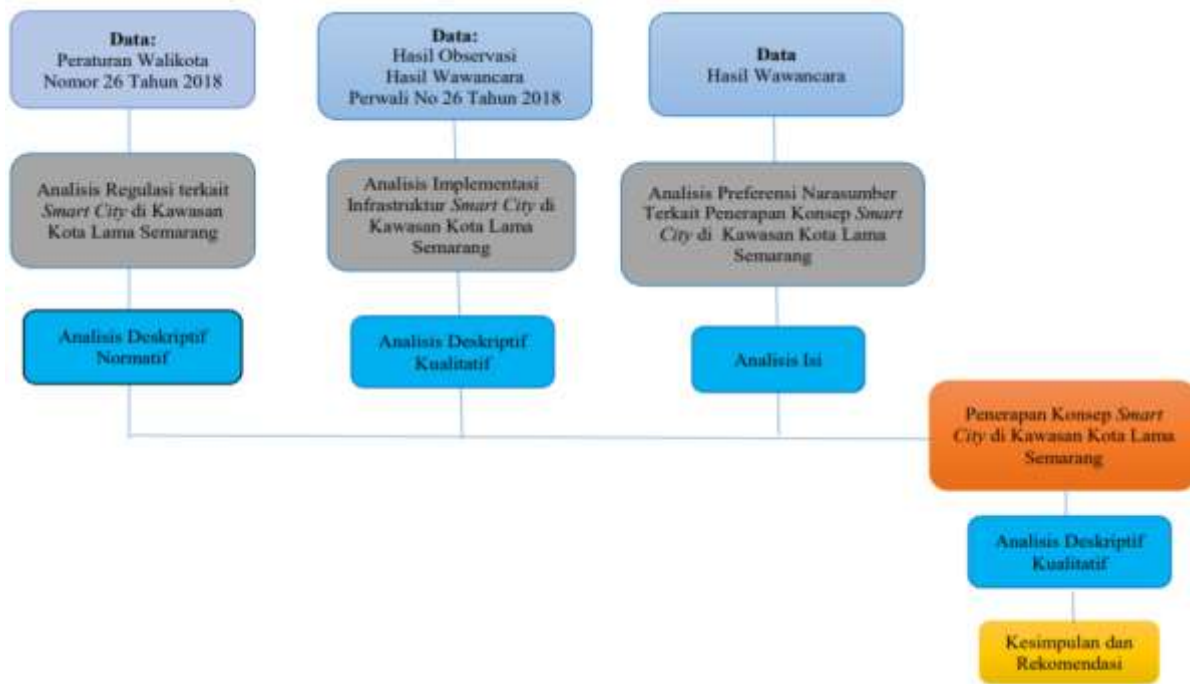 Data:
Peraturan Walikota
Nomor 26 Tahun 2018
Data:
Hasil Observasi
Hasil Wawancara
Perwali No 26 Tahun 2018
Data
Hasil Wawancara
Analisis Regulasi terkait
Smart City di Kawasan
Kota Lama Semarang
Analisis Implementasi
Infrastruktur Smart City di
Kawasan Kota Lama
Semarang
Analisis Preferensi Narasumber
Terkait Penerapan Konsep Smart
City di Kawasan Kota Lama
Semarang
Analisis Deskriptif
Normatif
Analisis Deskriptif
Kualitatif
Analisis Isi
Penerapan Konsep Smart
City di Kawasan Kota Lama
Semarang
Analisis Deskriptif
Kualitatif
Kesimpulan dan
Rekomendasi